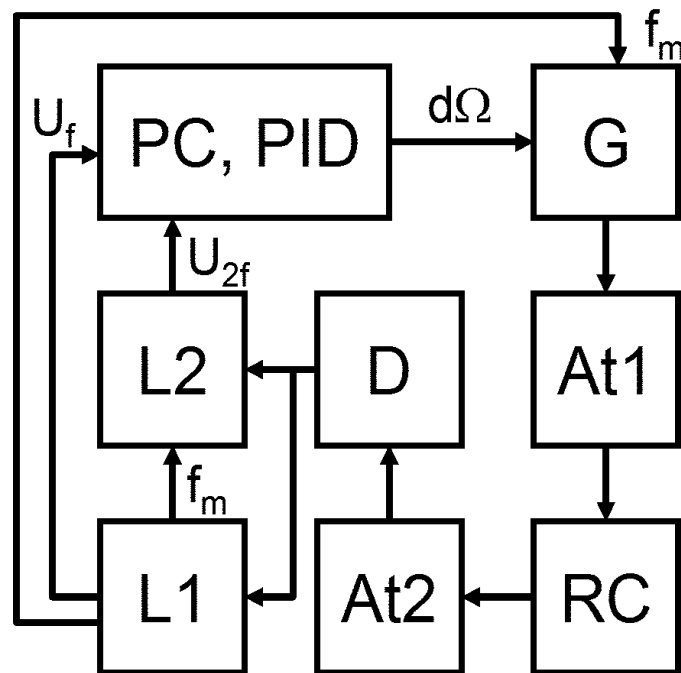 f_m
U_f
PC, PID
dΩ
G
U_2f
L2
D
At1
f_m
L1
At2
RC